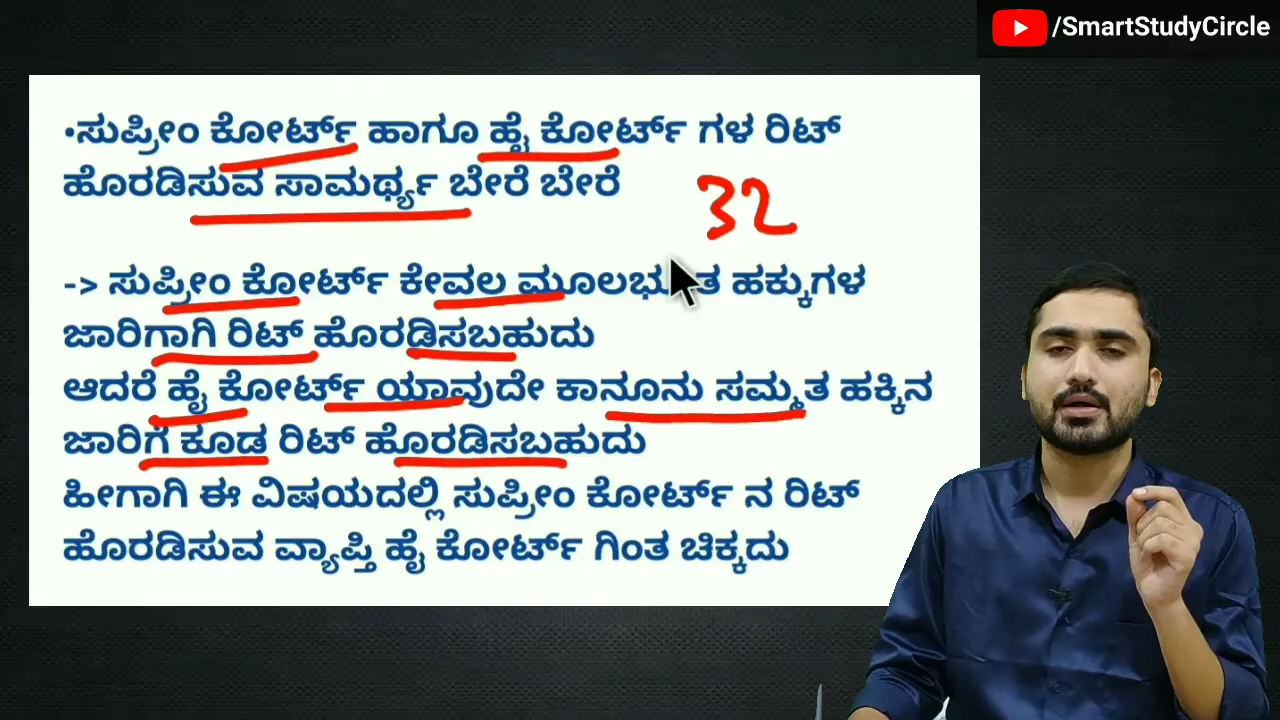 /SmartStudyCircle
•ಸುಪ್ರೀಂ ಕೋರ್ಟ್ ಹಾಗೂ ಹೈ ಕೋರ್ಟ್ ಗಳ ರಿಟ್
ಹೊರಡಿಸುವ ಸಾಮರ್ಥ್ಯ ಬೇರೆ ಬೇರೆ
32
-> ಸುಪ್ರೀಂ ಕೋರ್ಟ್ ಕೇವಲ ಮೂಲಭೂತ ಹಕ್ಕುಗಳ
ಜಾರಿಗಾಗಿ ರಿಟ್ ಹೊರಡಿಸಬಹುದು
ಆದರೆ ಹೈ ಕೋರ್ಟ್ ಯಾವುದೇ ಕಾನೂನು ಸಮ್ಮತ ಹಕ್ಕಿನ
ಜಾರಿಗೆ ಕೂಡ ರಿಟ್ ಹೊರಡಿಸಬಹುದು
ಹೀಗಾಗಿ ಈ ವಿಷಯದಲ್ಲಿ ಸುಪ್ರೀಂ ಕೋರ್ಟ್ ನ ರಿಟ್
ಹೊರಡಿಸುವ ವ್ಯಾಪ್ತಿ ಹೈ ಕೋರ್ಟ್ ಗಿಂತ ಚಿಕ್ಕದು